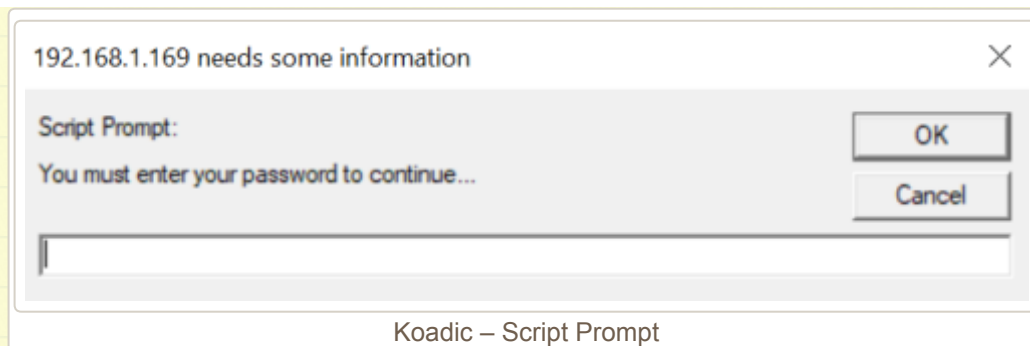 192.168.1.169 needs some information
Script Prompt:
OK
You must enter your password to continue...
Cancel
Koadic – Script Prompt